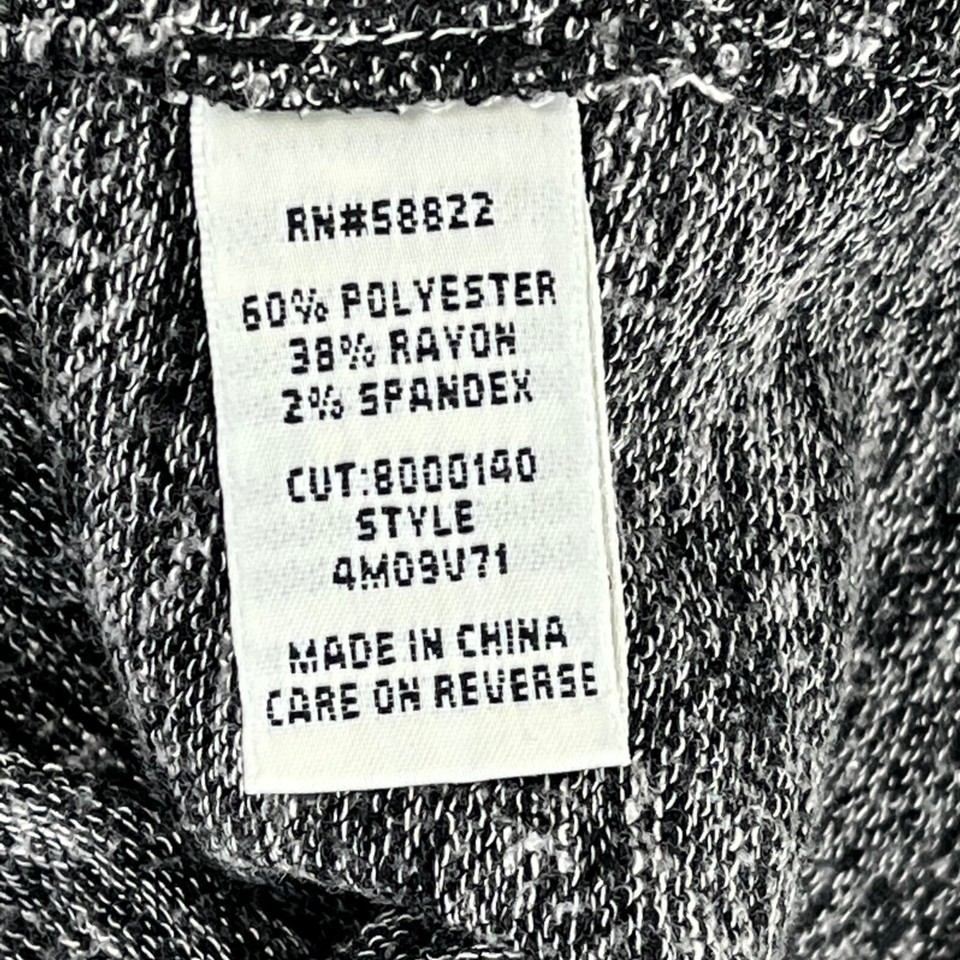 RN#58822
60% POLYESTER
38% RAYON
2% SPANDEX
CUT:8000140
STYLE
4M09V71
MADE IN CHINA
CARE ON REVERSE